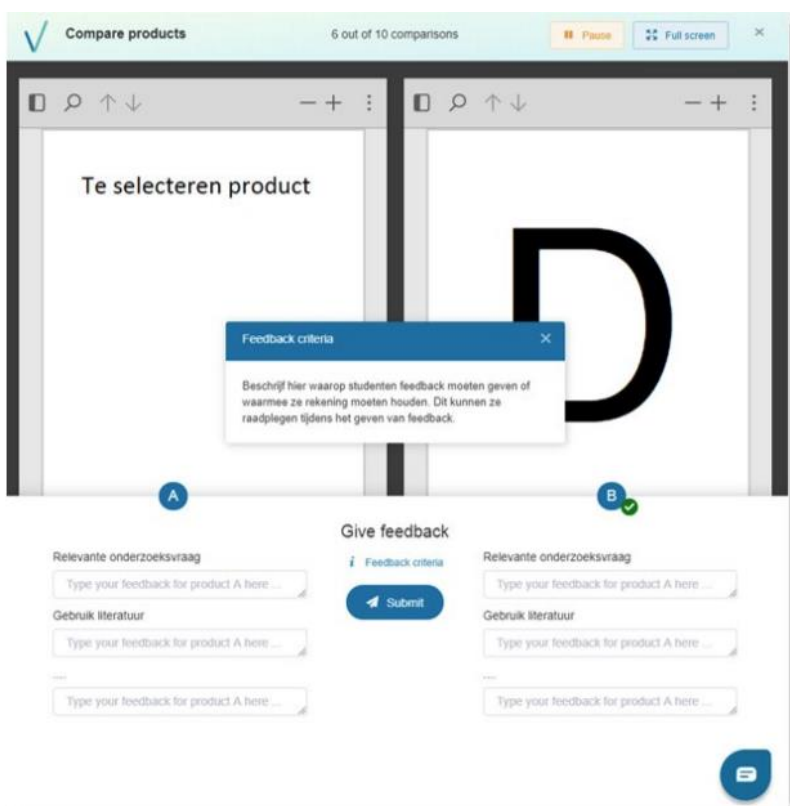 Compare products
6 out of 10 comparisons
Pause
Full screen
Te selecteren product
D
Feedback criteria
Beschrijf hier waarop studenten feedback moeten geven of
waarmee ze rekening moeten houden. Dit kunnen ze
raadplegen tijdens het geven van feedback.
A
B
Give feedback
Relevante onderzoeksvraag
i Feedback criteria
Relevante onderzoeksvraag
Type your feedback for product A here ...
Type your feedback for product A here ...
Submit
Gebruik literatuur
Gebruik literatuur
Type your feedback for product A here ...
Type your feedback for product A here ...
....
....
Type your feedback for product A here ...
Type your feedback for product A here ...